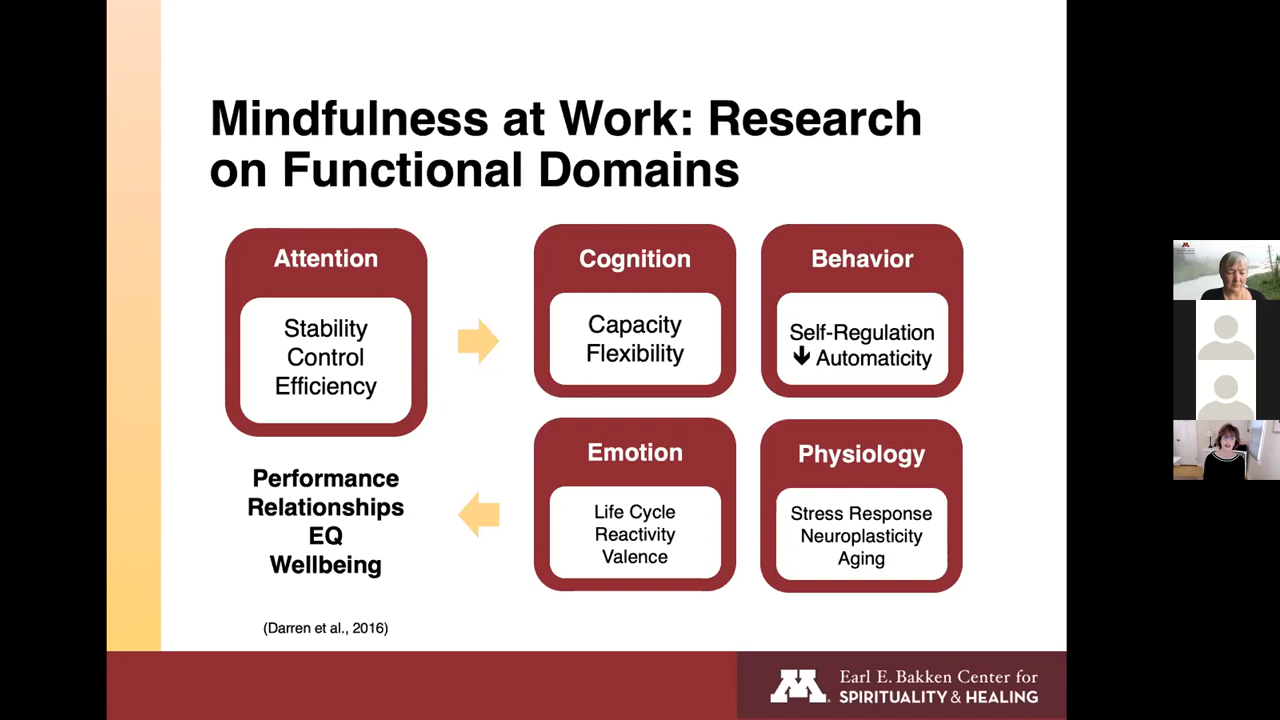 Mindfulness at Work: Research
on Functional Domains
Attention
Stability
Control
Efficiency
Cognition
Capacity
Flexibility
Behavior
Self-Regulation
Automaticity
Emotion
Life Cycle
Reactivity
Valence
Physiology
Stress Response
Neuroplasticity
Aging
Performance
Relationships
EQ
Wellbeing
(Darren et al., 2016)
M
Earl E. Bakken Center for
SPIRITUALITY & HEALING